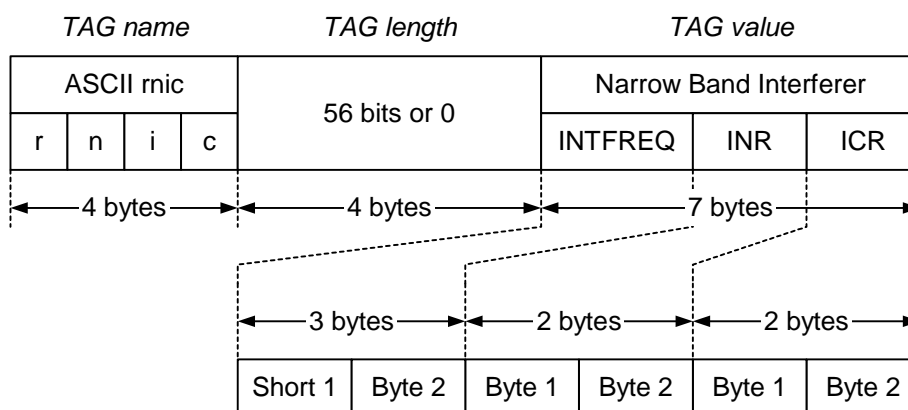 TAG name TAG length TAG value
ASCII rnic 56 bits or 0 Narrow Band Interferer
r n i c INTFREQ INR ICR
4 bytes 4 bytes 7 bytes
3 bytes 2 bytes 2 bytes
Short 1 Byte 2 Byte 1 Byte 2 Byte 1 Byte 2